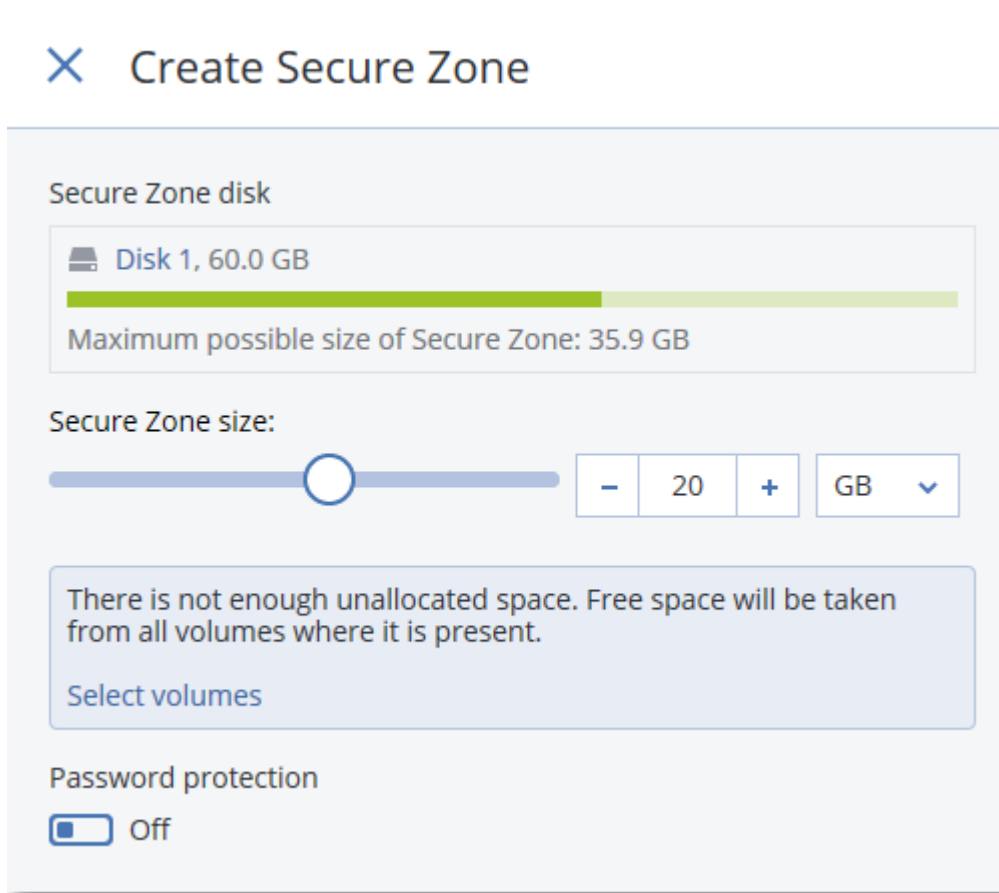 Create Secure Zone
Secure Zone disk
Disk 1, 60.0 GB
Maximum possible size of Secure Zone: 35.9 GB
Secure Zone size:
– 20 + GB
There is not enough unallocated space. Free space will be taken
from all volumes where it is present.
Select volumes
Password protection
Off